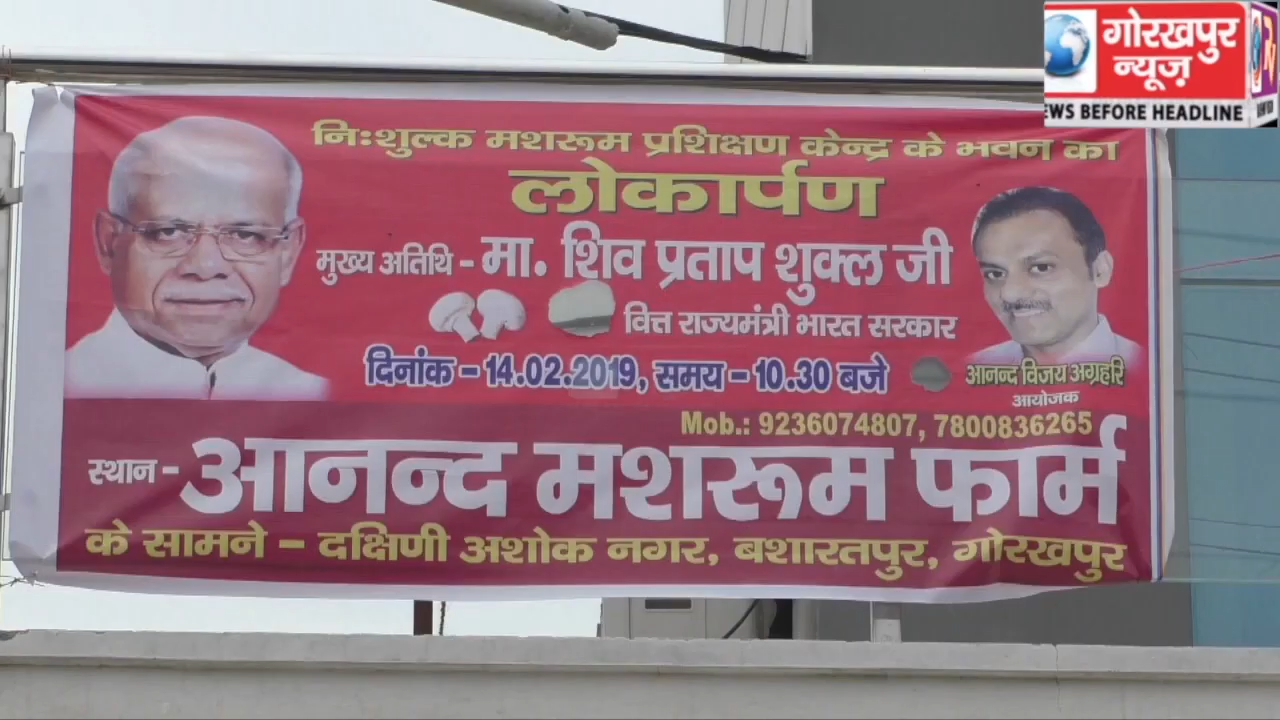 गोरखपुर
न्यूज़
EWS BEFORE HEADLINE
निःशुल्क मशरूम प्रशिक्षण केन्द्र के भवन का
लोकार्पण
मुख्य अतिथि - मा. शिव प्रताप शुक्ल जी
वित्त राज्यमंत्री भारत सरकार
दिनांक - 14.02.2019, समय - 10.30 बजे
आनन्द विजय अग्रहरि
आयोजक
Mob.: 9236074807, 7800836265
स्थान - आनन्द मशरूम फार्म
के सामने - दक्षिणी अशोक नगर, बशारतपुर, गोरखपुर